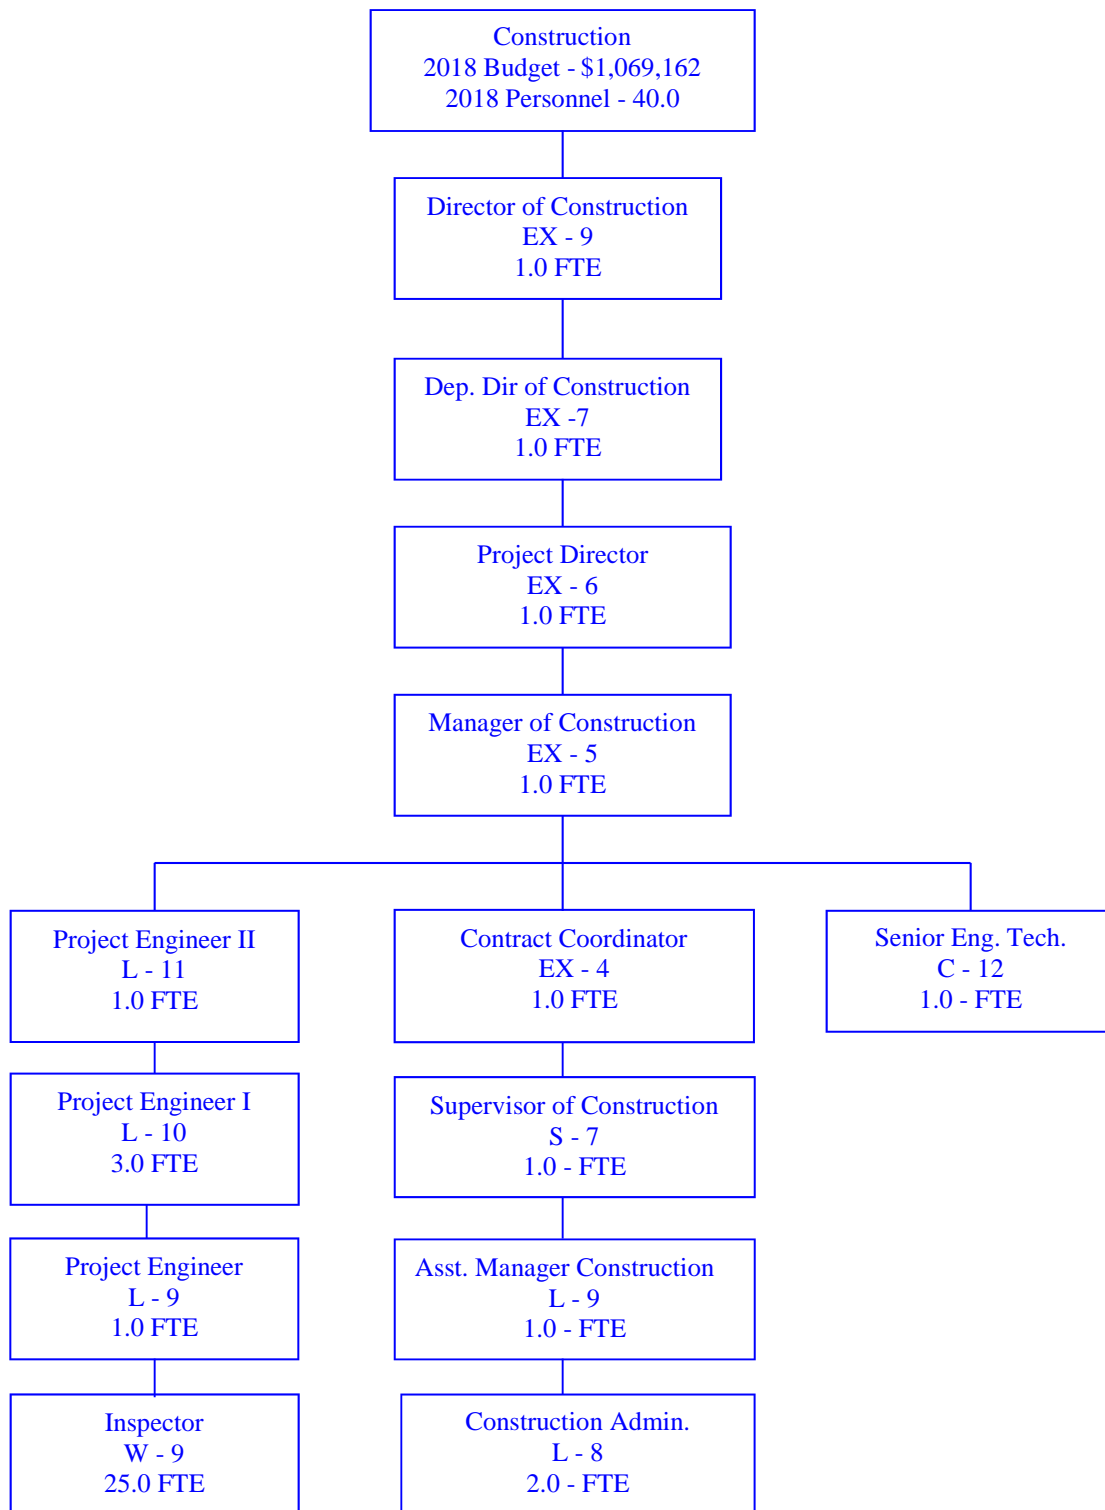 Construction
2018 Budget - $1,069,162
2018 Personnel - 40.0
Director of Construction
EX - 9
1.0 FTE
Dep. Dir of Construction
EX -7
1.0 FTE
Project Director
EX - 6
1.0 FTE
Manager of Construction
EX - 5
1.0 FTE
Project Engineer II
L - 11
1.0 FTE
Contract Coordinator
EX - 4
1.0 FTE
Senior Eng. Tech.
C - 12
1.0 - FTE
Project Engineer I
L - 10
3.0 FTE
Supervisor of Construction
S - 7
1.0 - FTE
Project Engineer
L - 9
1.0 FTE
Asst. Manager Construction
L - 9
1.0 - FTE
Inspector
W - 9
25.0 FTE
Construction Admin.
L - 8
2.0 - FTE